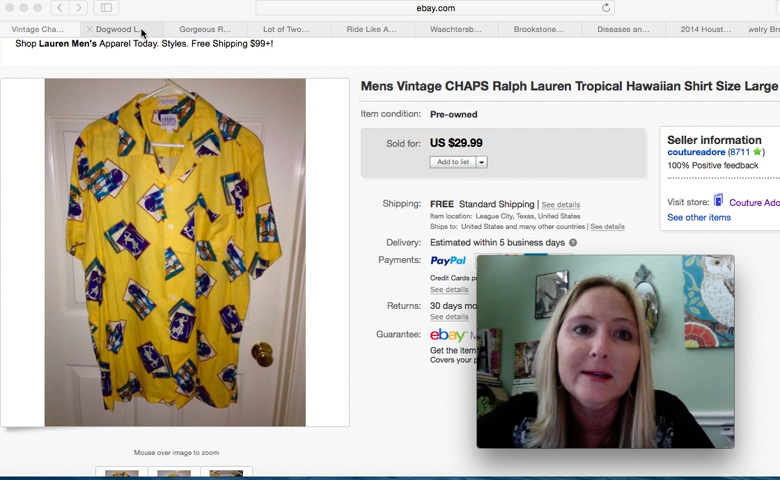 ebay.com
Vintage Cha...
Dogwood L...
Gorgeous R...
Lot of Two...
Ride Like A...
Waechtersb...
Brookstone...
Diseases an...
2014 Houst...
welry Bro
Shop Lauren Men's Apparel Today. Styles. Free Shipping $99+!
Mens Vintage CHAPS Ralph Lauren Tropical Hawaiian Shirt Size Large
Item condition: Pre-owned
Sold for: US $29.99
Add to list
Seller information
coutureadore (8711
100% Positive feedback
Visit store: Couture Ado
See other items
Shipping: FREE Standard Shipping | See details
Item location: League City, Texas, United States
Ships to: United States and many other countries | See details
Delivery: Estimated within 5 business days
Payments: PayPal
Credit Cards p
See details
Returns: 30 days mo
See details
Guarantee: ebay M
Get the item
Covers your p
Mouse over image to zoom
CHAPS